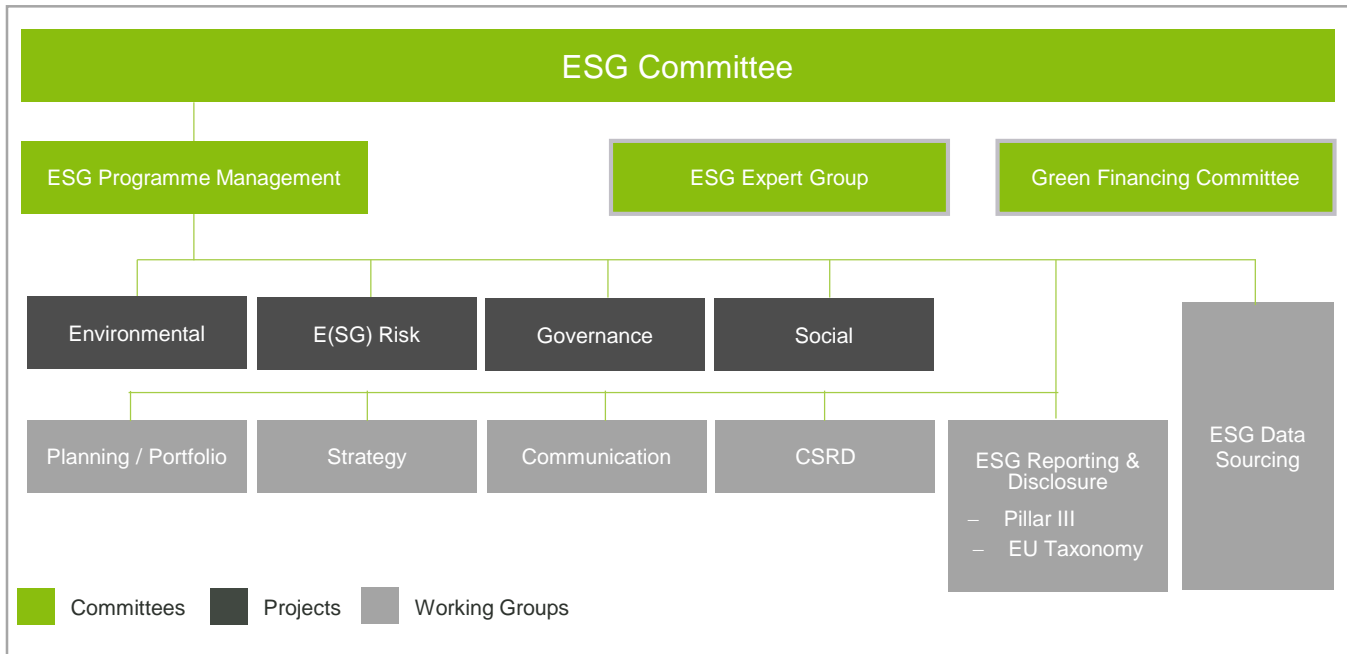 ESG Committee
ESG Programme Management
ESG Expert Group
Green Financing Committee
Environmental
E(SG) Risk
Governance
Social
Planning / Portfolio
Strategy
Communication
CSRD
ESG Reporting &
Disclosure
– Pillar III
– EU Taxonomy
ESG Data
Sourcing
Committees
Projects
Working Groups